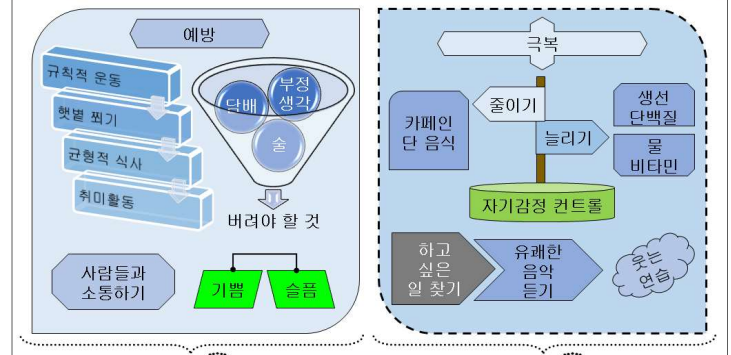 예방
규칙적 운동
햇볕 쬐기
균형적 식사
취미활동
담배
부정
생각
술
버려야 할 것
사람들과
소통하기
기쁨
슬픔
극복
줄이기
늘리기
카페인
단 음식
생선
단백질
물
비타민
자기감정 컨트롤
하고
싶은
일 찾기
유쾌한
음악
듣기
웃는
연습